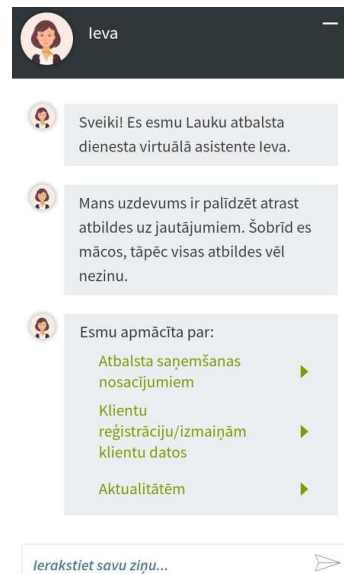 Ieva
Sveiki! Es esmu Lauku atbalsta
dienesta virtuālā asistente Ieva.
Mans uzdevums ir palīdzēt atrast
atbildes uz jautājumiem. Šobrīd es
mācos, tāpēc visas atbildes vēl
nezinu.
Esmu apmācīta par:
Atbalsta saņemšanas
nosacījumiem
Klientu
reģistrāciju/izmaiņām
klientu datos
Aktualitātēm
Ierakstiet savu ziņu...